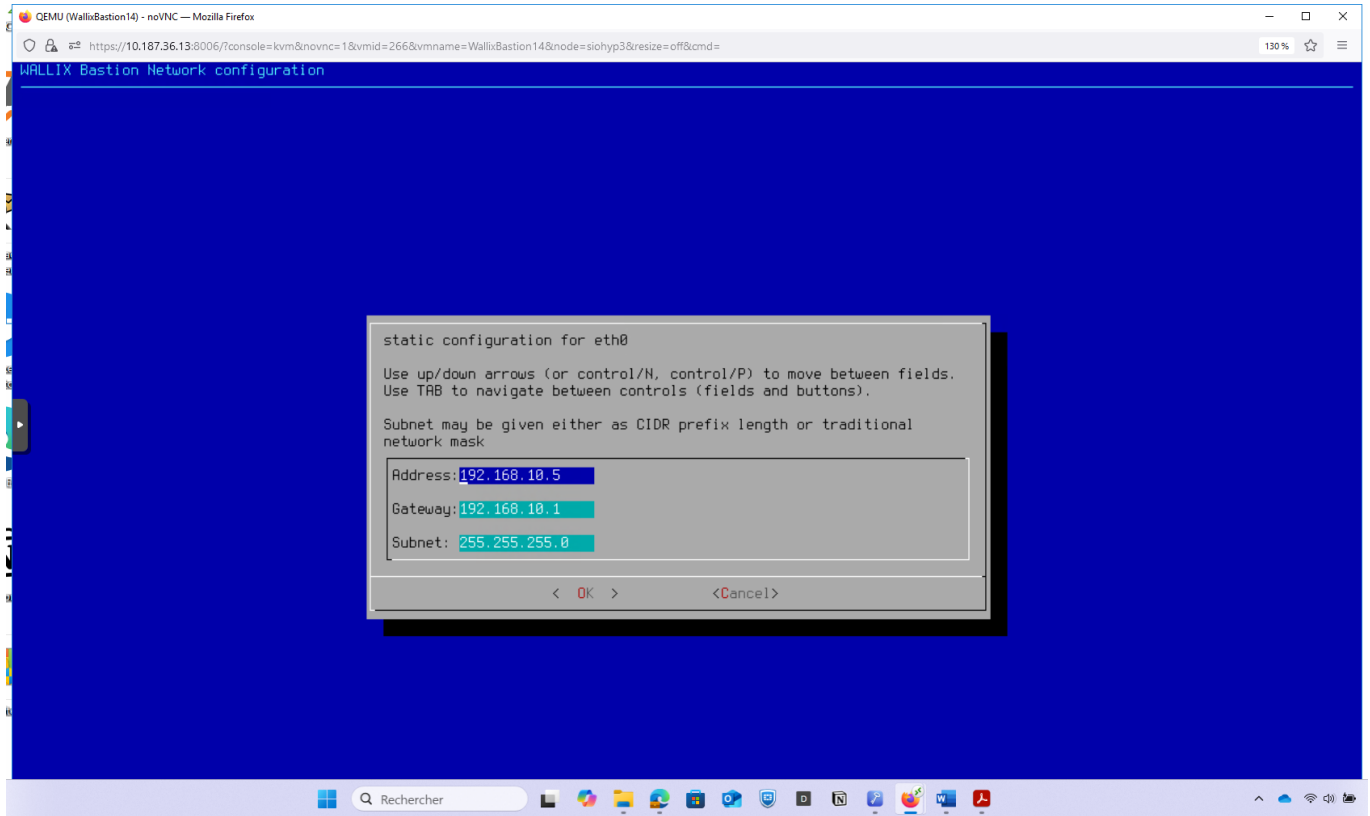 QEMU (WallixBastion14) - noVNC — Mozilla Firefox
https://10.187.36.13:8006/?console=kvm&novnc=1&vmid=266&vmname=WallixBastion14&node=siohyp3&resize=off&cmd=
130 %
WALLIX Bastion Network configuration
static configuration for eth0
Use up/down arrows (or control/N, control/P) to move between fields.
Use TAB to navigate between controls (fields and buttons).
Subnet may be given either as CIDR prefix length or traditional
network mask
Address:192.168.10.5
Gateway:192.168.10.1
Subnet: 255.255.255.0
< OK > <Cancel>
Rechercher